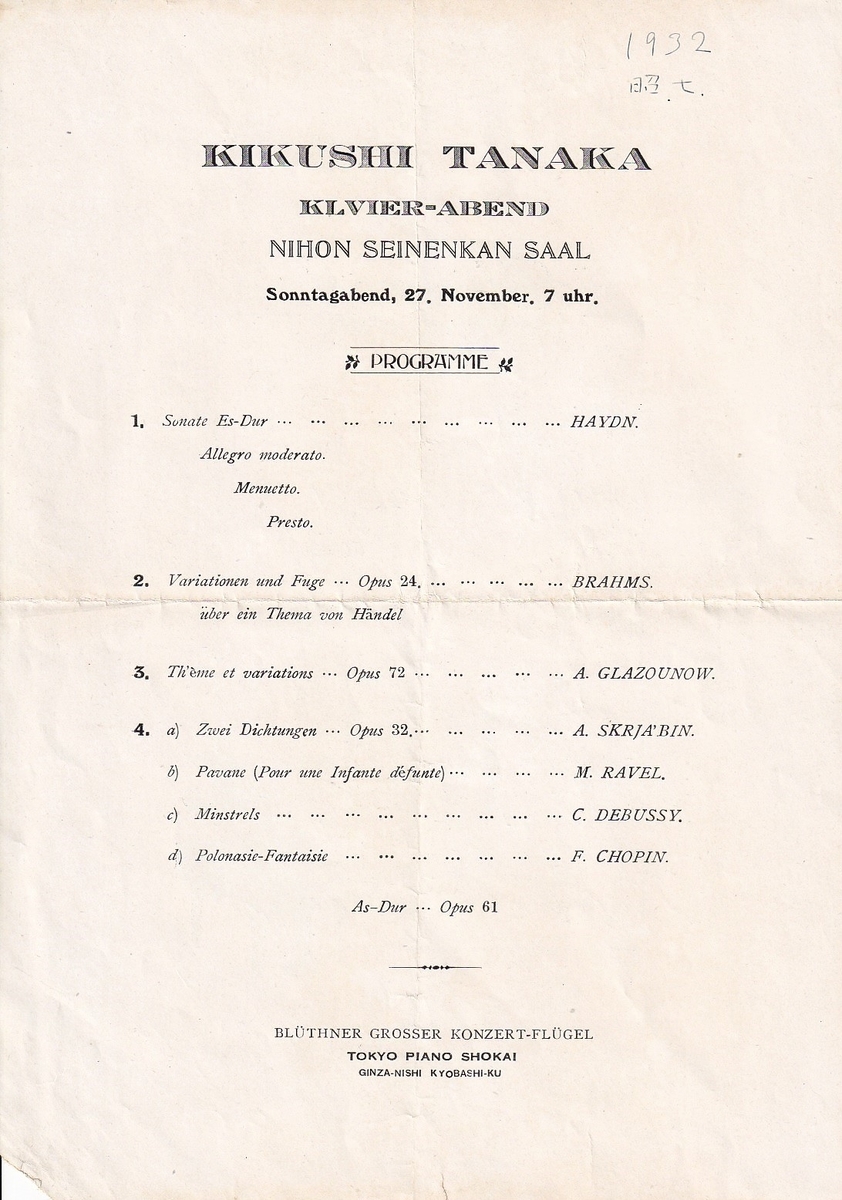 1932
昭七.
KIKUSHI TANAKA
KLVIER-ABEND
NIHON SEINENKAN SAAL
Sonntagabend, 27. November. 7 uhr.
PROGRAMME
1. Sonate Es-Dur ... ... ... ... ... ... ... ... ... HAYDN.
Allegro moderato.
Menuetto.
Presto.
2. Variationen und Fuge ... Opus 24. ... ... ... ... ... BRAHMS.
über ein Thema von Händel
3. Thème et variations ... Opus 72 ... ... ... ... ... A. GLAZOUNOW.
4. a) Zwei Dichtungen ... Opus 32. ... ... ... ... ... A. SKRJA'BIN.
b) Pavane (Pour une Infante défunte) ... ... ... ... M. RAVEL.
c) Minstrels ... ... ... ... ... ... ... ... ... C. DEBUSSY.
d) Polonasie-Fantaisie ... ... ... ... ... ... ... F. CHOPIN.
As-Dur ... Opus 61
BLÜTHNER GROSSER KONZERT-FLÜGEL
TOKYO PIANO SHOKAI
GINZA-NISHI KYOBASHI-KU